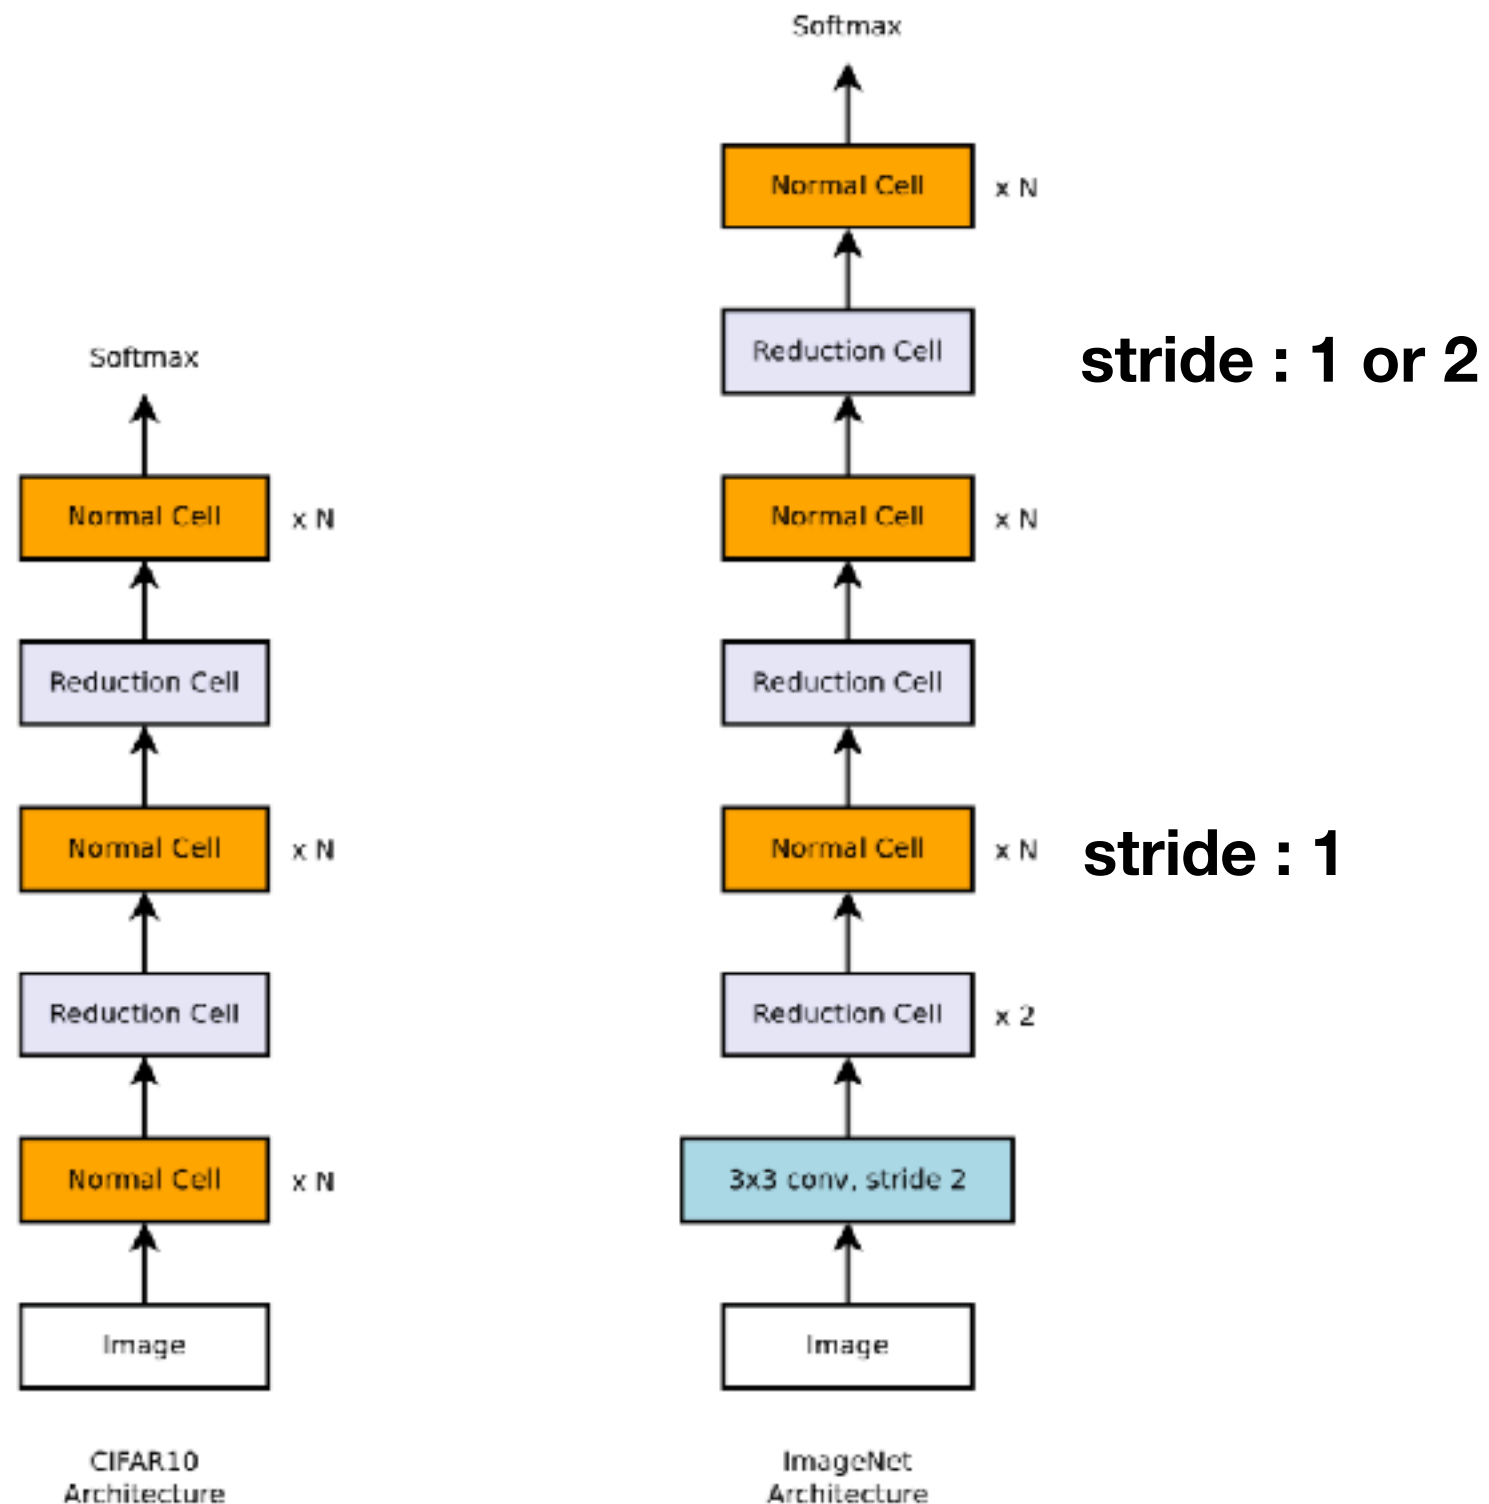 Softmax
Normal Cell
x N
Reduction Cell
Normal Cell
x N
Reduction Cell
Normal Cell
x N
Image
CIFAR10
Architecture
Softmax
Normal Cell
x N
Reduction Cell
stride : 1 or 2
Normal Cell
x N
Reduction Cell
Normal Cell
x N
stride : 1
Reduction Cell
x 2
3x3 conv, stride 2
Image
ImageNet
Architecture